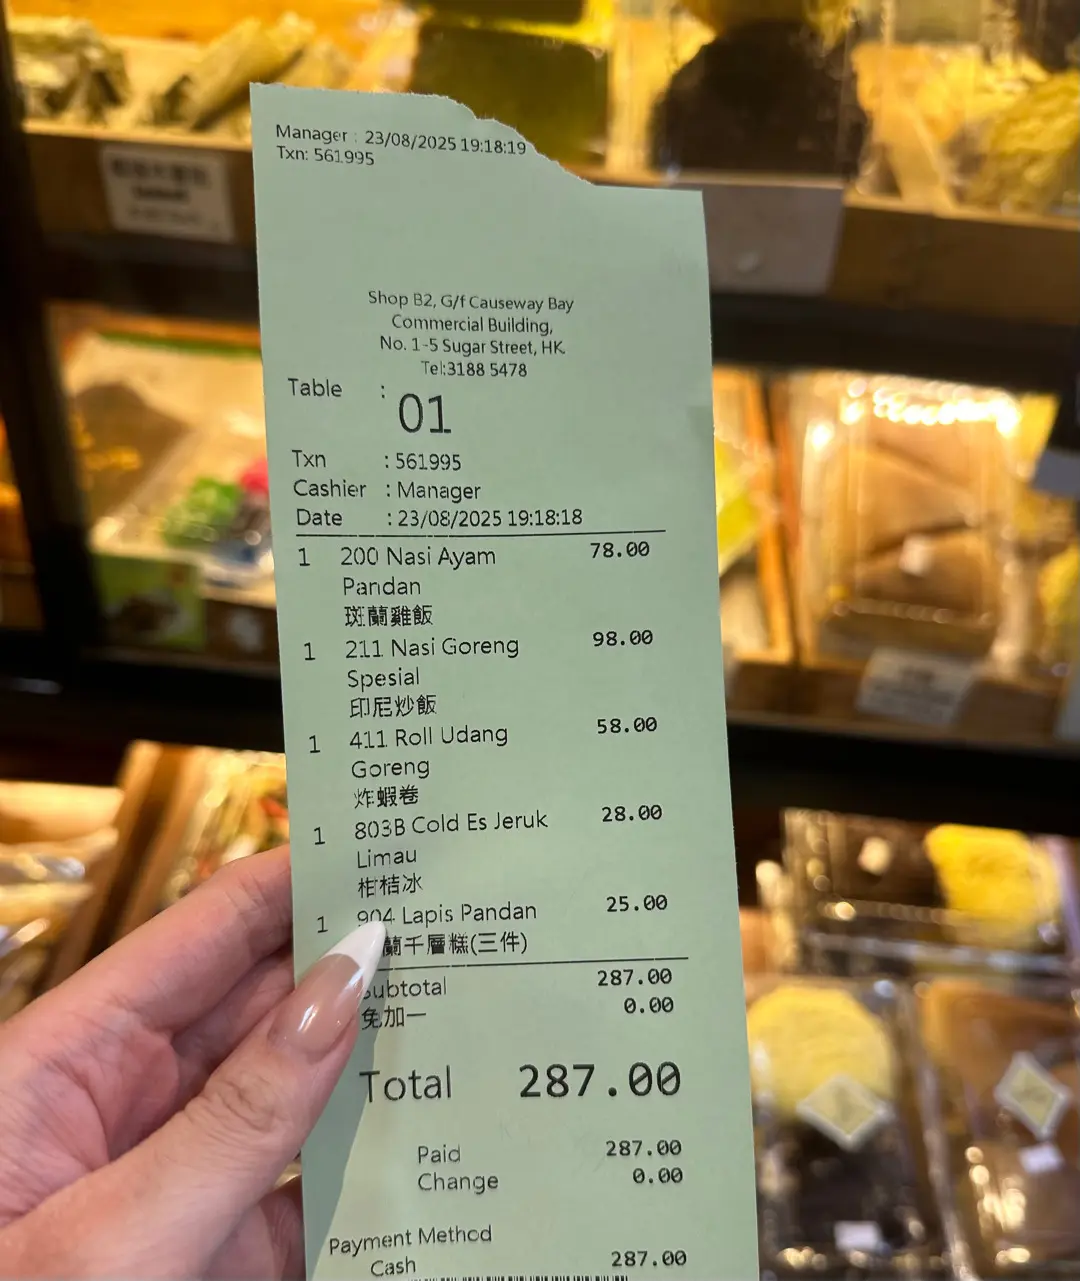 Manager : 23/08/2025 19:18:19
Txn: 561995
Shop B2, G/f Causeway Bay
Commercial Building,
No. 1-5 Sugar Street, HK.
Tel:3188 5478
Table :
01
Txn : 561995
Cashier : Manager
Date : 23/08/2025 19:18:18
1 200 Nasi Ayam 78.00
Pandan
斑蘭雞飯
1 211 Nasi Goreng 98.00
Spesial
印尼炒飯
1 411 Roll Udang 58.00
Goreng
炸蝦卷
1 803B Cold Es Jeruk 28.00
Limau
柑桔冰
1 904 Lapis Pandan 25.00
蘭千層糕(三件)
Subtotal 287.00
免加一 0.00
Total 287.00
Paid 287.00
Change 0.00
Payment Method
Cash 287.00